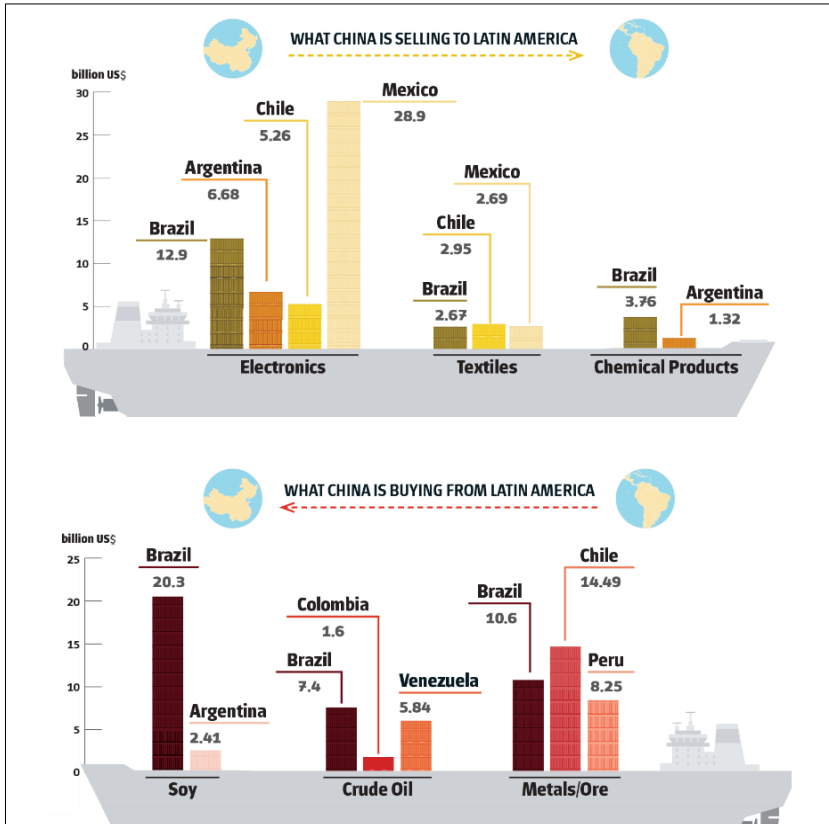 WHAT CHINA IS SELLING TO LATIN AMERICA
billion US$
30
25
20
15
10
5
0
Brazil
12.9
Argentina
6.68
Chile
5.26
Mexico
28.9
Electronics
Brazil
2.67
Chile
2.95
Mexico
2.69
Textiles
Brazil
3.76
Argentina
1.32
Chemical Products
WHAT CHINA IS BUYING FROM LATIN AMERICA
billion US$
25
20
15
10
5
0
Brazil
20.3
Argentina
2.41
Soy
Brazil
7.4
Colombia
1.6
Venezuela
5.84
Crude Oil
Brazil
10.6
Chile
14.49
Peru
8.25
Metals/Ore